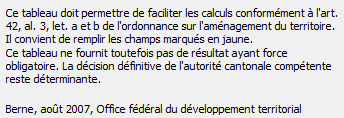 Ce tableau doit permettre de faciliter les calculs conformément à l'art.
42, al. 3, let. a et b de l'ordonnance sur l'aménagement du territoire.
Il convient de remplir les champs marqués en jaune.
Ce tableau ne fournit toutefois pas de résultat ayant force
obligatoire. La décision définitive de l'autorité cantonale compétente
reste déterminante.
Berne, août 2007, Office fédéral du développement territorial